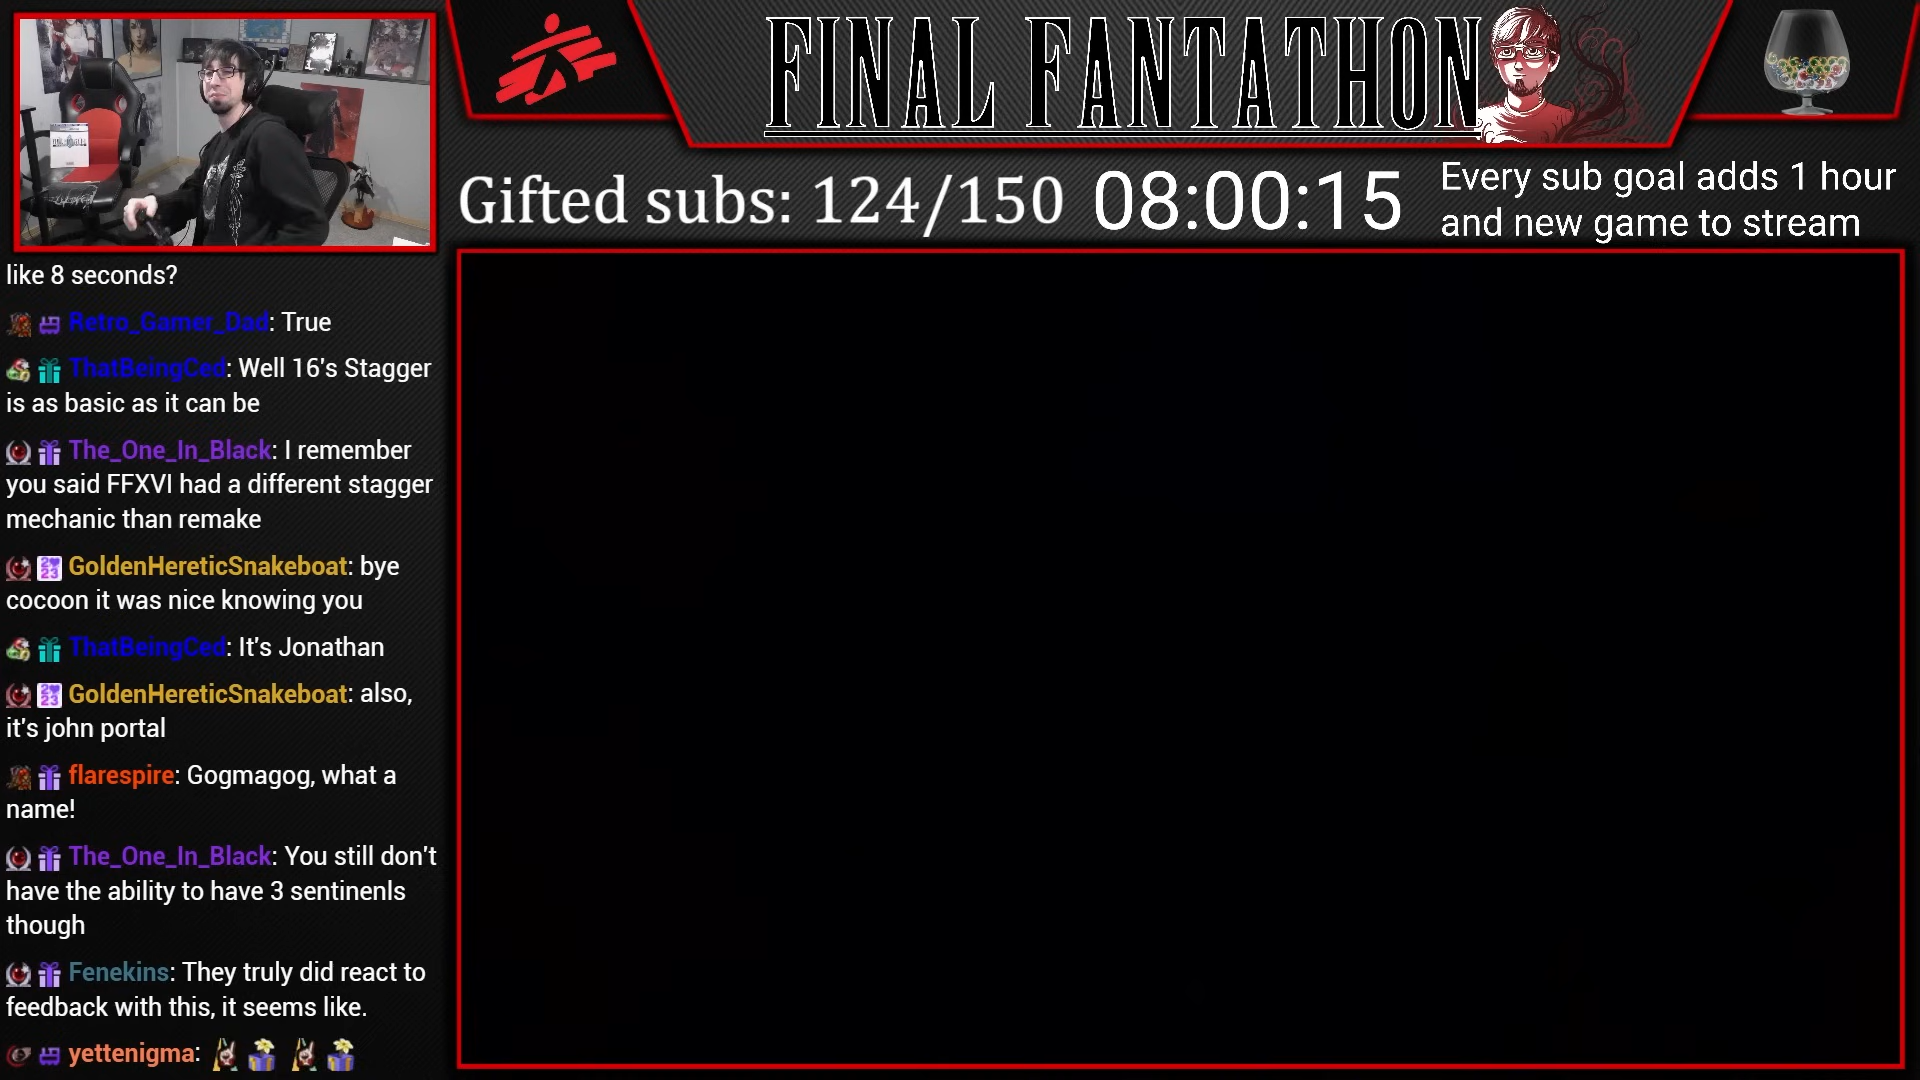 FINAL FANTATHON
Gifted subs: 124/150
08:00:15
Every sub goal adds 1 hour
and new game to stream
like 8 seconds?
Retro_Gamer_Dad: True
ThatBeingCed: Well 16's Stagger
is as basic as it can be
The_One_In_Black: I remember
you said FFXVI had a different stagger
mechanic than remake
GoldenHereticSnakeboat: bye
cocoon it was nice knowing you
ThatBeingCed: It's Jonathan
GoldenHereticSnakeboat: also,
it's john portal
flarespire: Gogmagog, what a
name!
The_One_In_Black: You still don't
have the ability to have 3 sentinenls
though
Fenekins: They truly did react to
feedback with this, it seems like.
yettenigma: